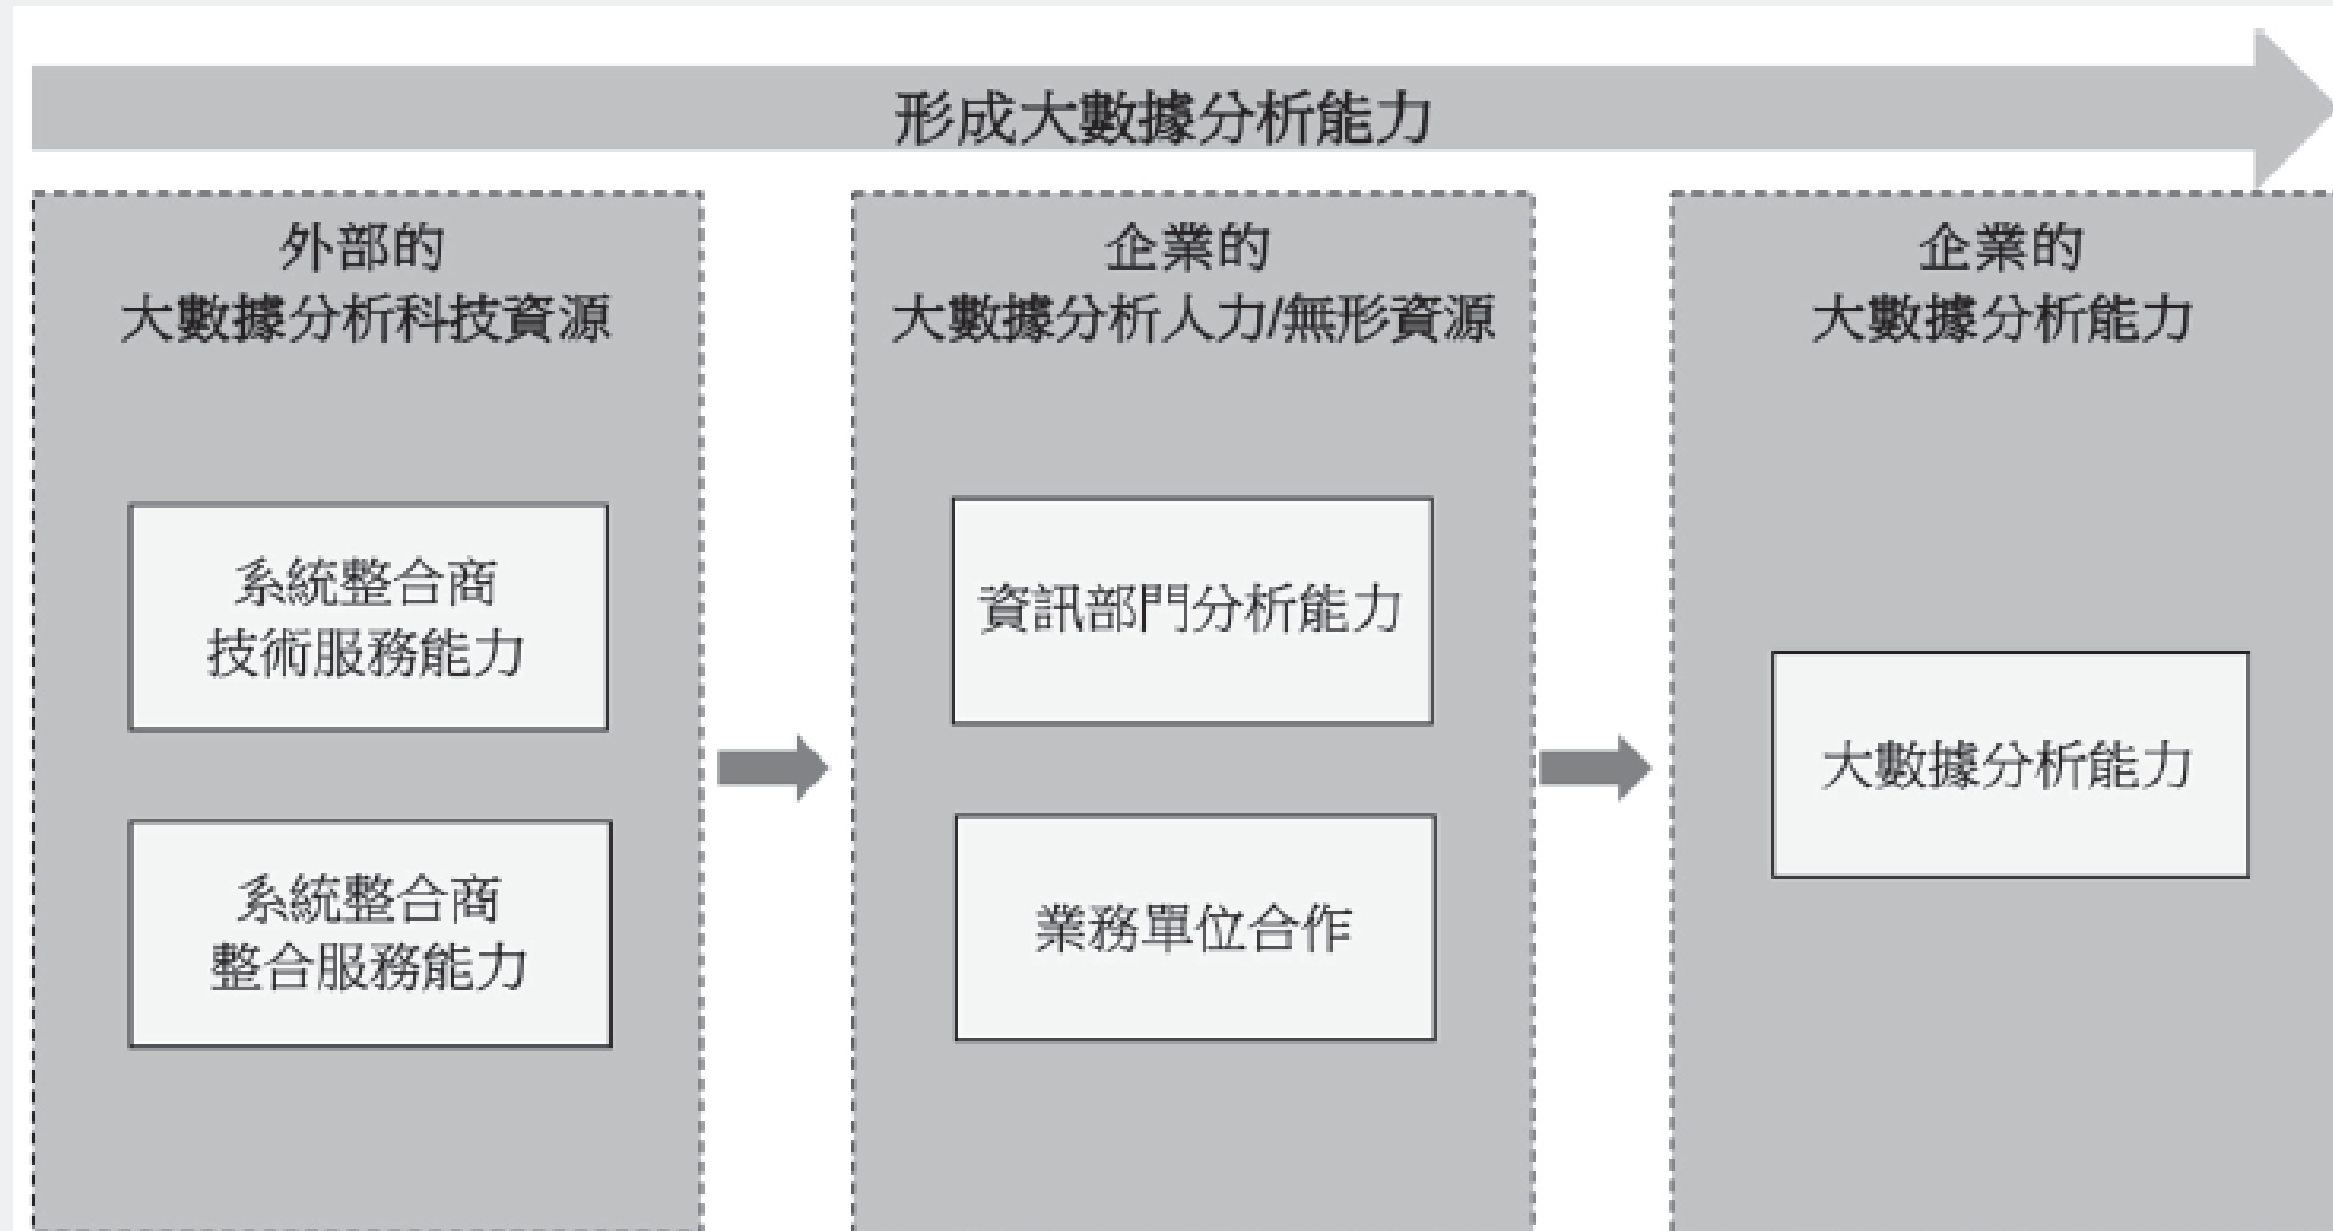 形成大數據分析能力
外部的
大數據分析科技資源
系統整合商
技術服務能力
系統整合商
整合服務能力
企業的
大數據分析人力/無形資源
資訊部門分析能力
業務單位合作
企業的
大數據分析能力
大數據分析能力